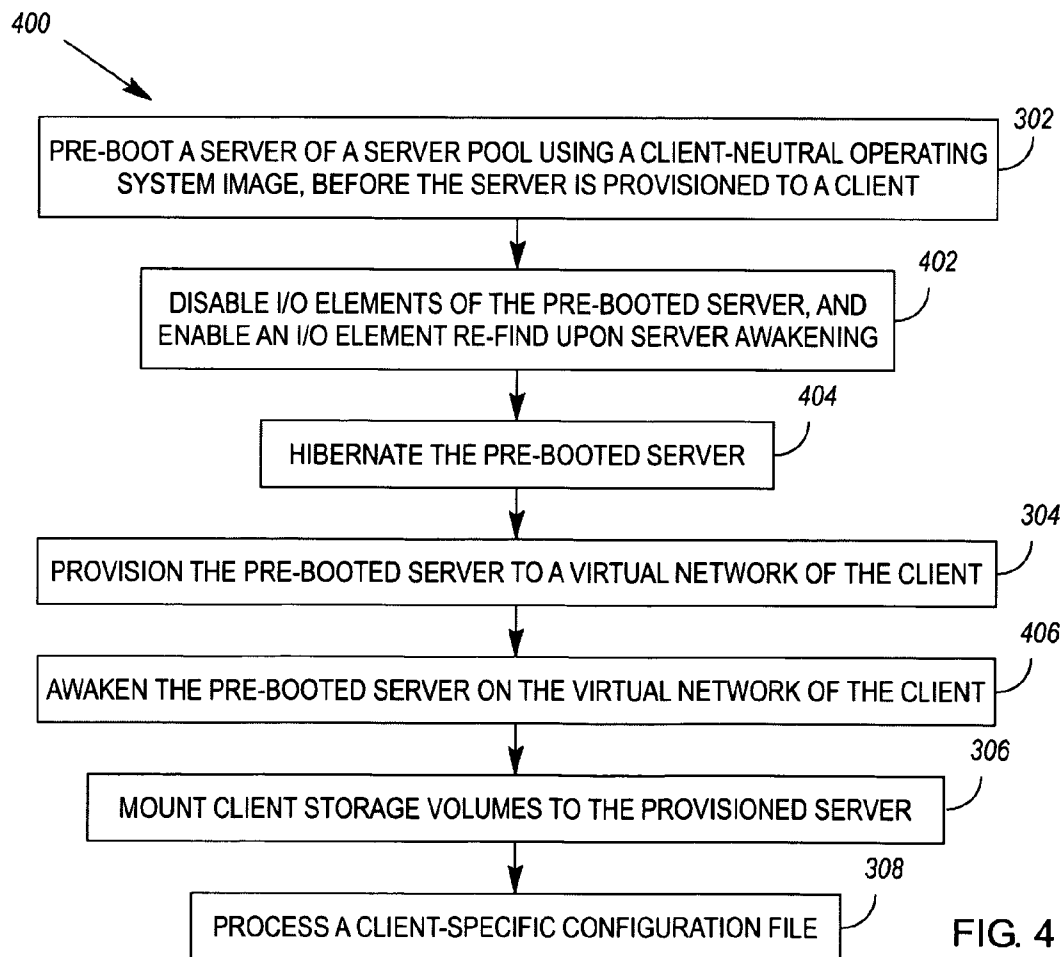 400
302
PRE-BOOT A SERVER OF A SERVER POOL USING A CLIENT-NEUTRAL OPERATING
SYSTEM IMAGE, BEFORE THE SERVER IS PROVISIONED TO A CLIENT
402
DISABLE I/O ELEMENTS OF THE PRE-BOOTED SERVER, AND
ENABLE AN I/O ELEMENT RE-FIND UPON SERVER AWAKENING
404
HIBERNATE THE PRE-BOOTED SERVER
304
PROVISION THE PRE-BOOTED SERVER TO A VIRTUAL NETWORK OF THE CLIENT
406
AWAKEN THE PRE-BOOTED SERVER ON THE VIRTUAL NETWORK OF THE CLIENT
306
MOUNT CLIENT STORAGE VOLUMES TO THE PROVISIONED SERVER
308
PROCESS A CLIENT-SPECIFIC CONFIGURATION FILE
FIG. 4